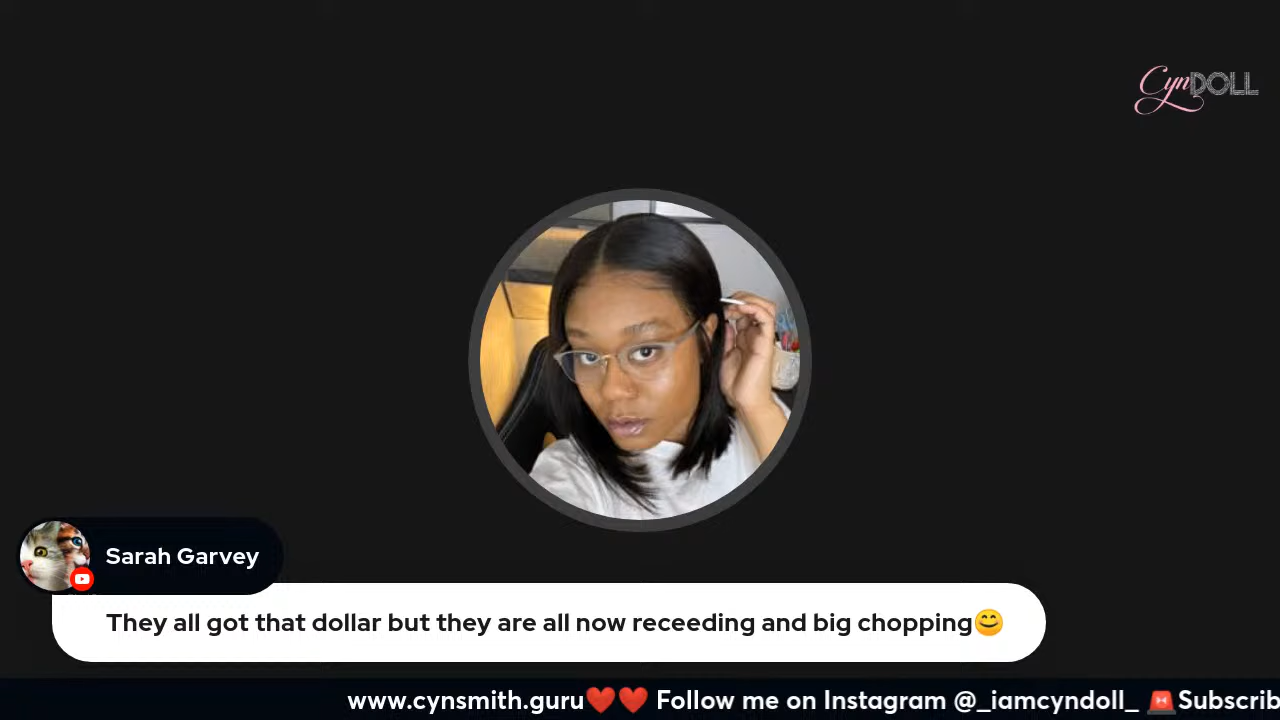 CynDOLL
Sarah Garvey
They all got that dollar but they are all now receeding and big chopping😊
www.cynsmith.guru❤️❤️ Follow me on Instagram @_iamcyndoll_ 🚨Subscrib